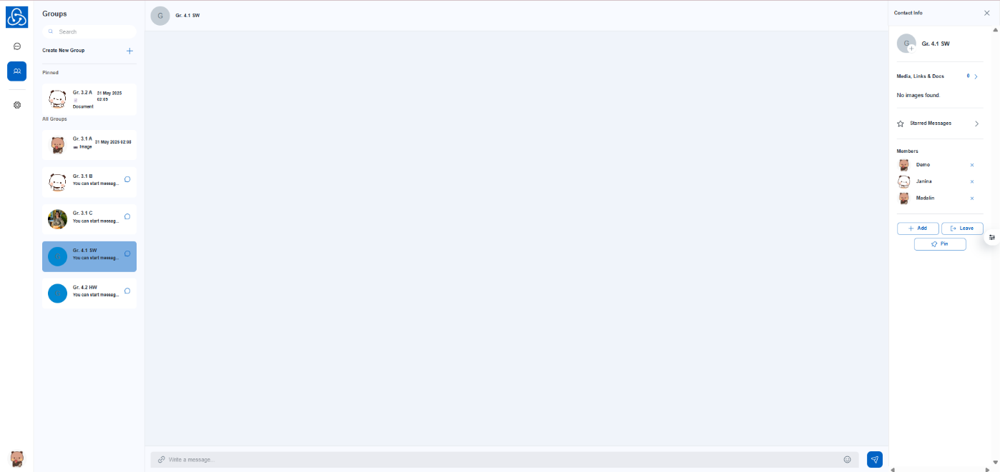 Groups
Search
Create New Group
Pinned
Gr. 3.2 A
31 May 2025
02:09
Document
All Groups
Gr. 3.1 A
31 May 2025 02:08
Image
Gr. 3.1 B
You can start messag...
Gr. 3.1 C
You can start messag...
Gr. 4.1 SW
You can start messag...
Gr. 4.2 HW
You can start messag...
G
Gr. 4.1 SW
Write a message...
Contact Info
G
Gr. 4.1 SW
Media, Links & Docs
0
No images found.
Starred Messages
Members
Demo
Janina
Madalin
Add
Leave
Pin